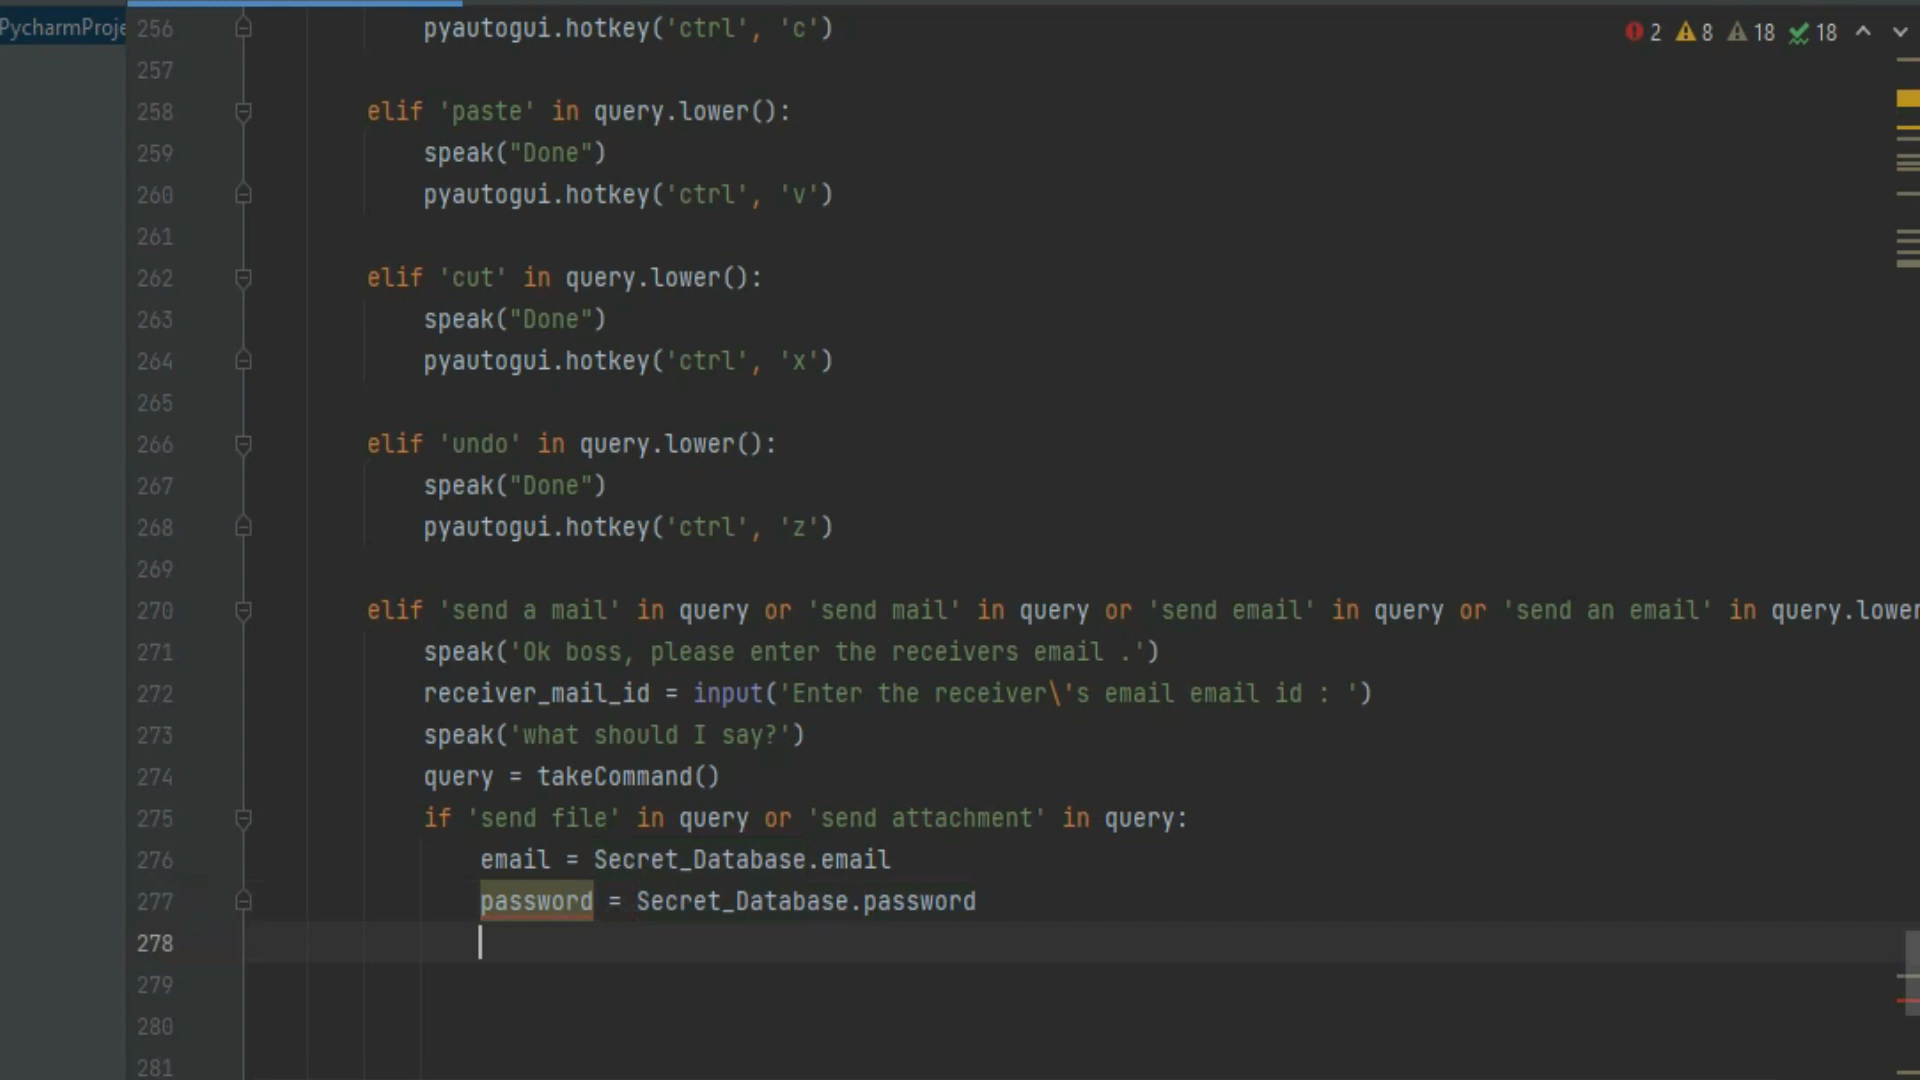 PycharmProje
2 8 18 18
256 pyautogui.hotkey('ctrl', 'c')
257
258 elif 'paste' in query.lower():
259 speak("Done")
260 pyautogui.hotkey('ctrl', 'v')
261
262 elif 'cut' in query.lower():
263 speak("Done")
264 pyautogui.hotkey('ctrl', 'x')
265
266 elif 'undo' in query.lower():
267 speak("Done")
268 pyautogui.hotkey('ctrl', 'z')
269
270 elif 'send a mail' in query or 'send mail' in query or 'send email' in query or 'send an email' in query.lower
271 speak('Ok boss, please enter the receivers email .')
272 receiver_mail_id = input('Enter the receiver\'s email email id : ')
273 speak('what should I say?')
274 query = takeCommand()
275 if 'send file' in query or 'send attachment' in query:
276 email = Secret_Database.email
277 password = Secret_Database.password
278
279
280
281